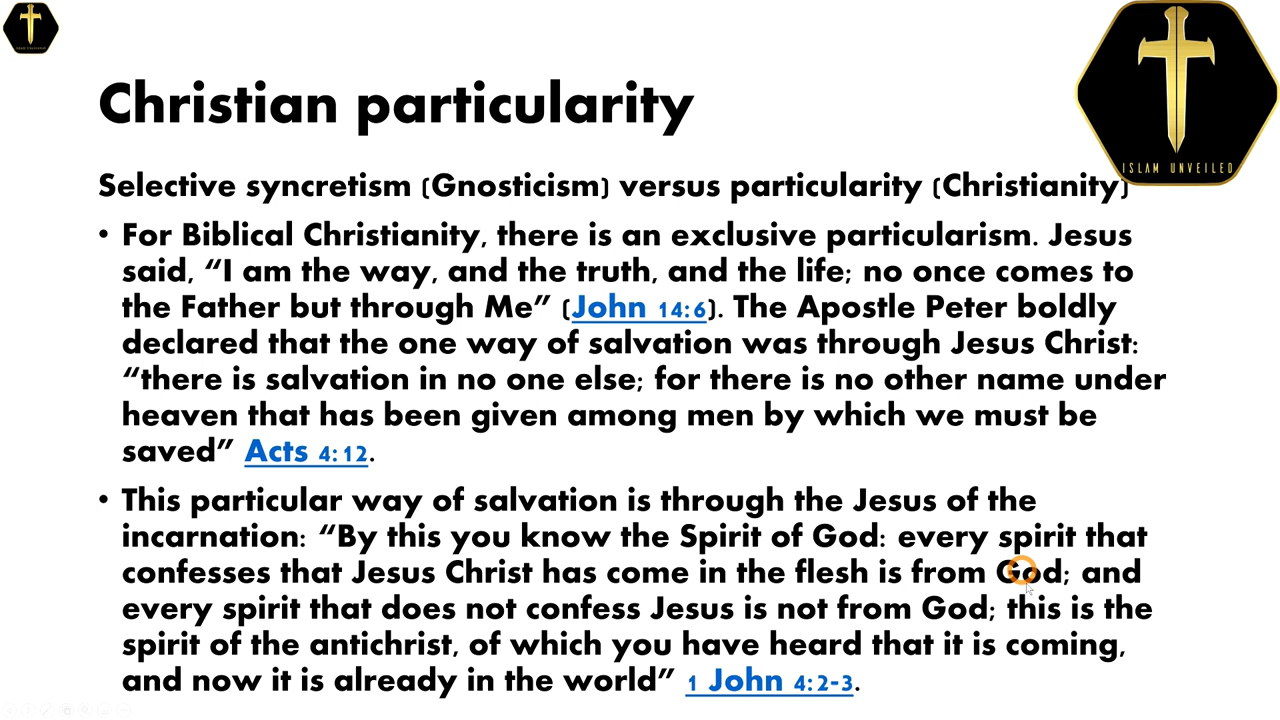 Christian particularity
ISLAM UNVEILED
Selective syncretism (Gnosticism) versus particularity (Christianity)
• For Biblical Christianity, there is an exclusive particularism. Jesus
said, “I am the way, and the truth, and the life; no once comes to
the Father but through Me” (John 14:6). The Apostle Peter boldly
declared that the one way of salvation was through Jesus Christ:
“there is salvation in no one else; for there is no other name under
heaven that has been given among men by which we must be
saved” Acts 4:12.
• This particular way of salvation is through the Jesus of the
incarnation: “By this you know the Spirit of God: every spirit that
confesses that Jesus Christ has come in the flesh is from God; and
every spirit that does not confess Jesus is not from God; this is the
spirit of the antichrist, of which you have heard that it is coming,
and now it is already in the world” 1 John 4:2-3.